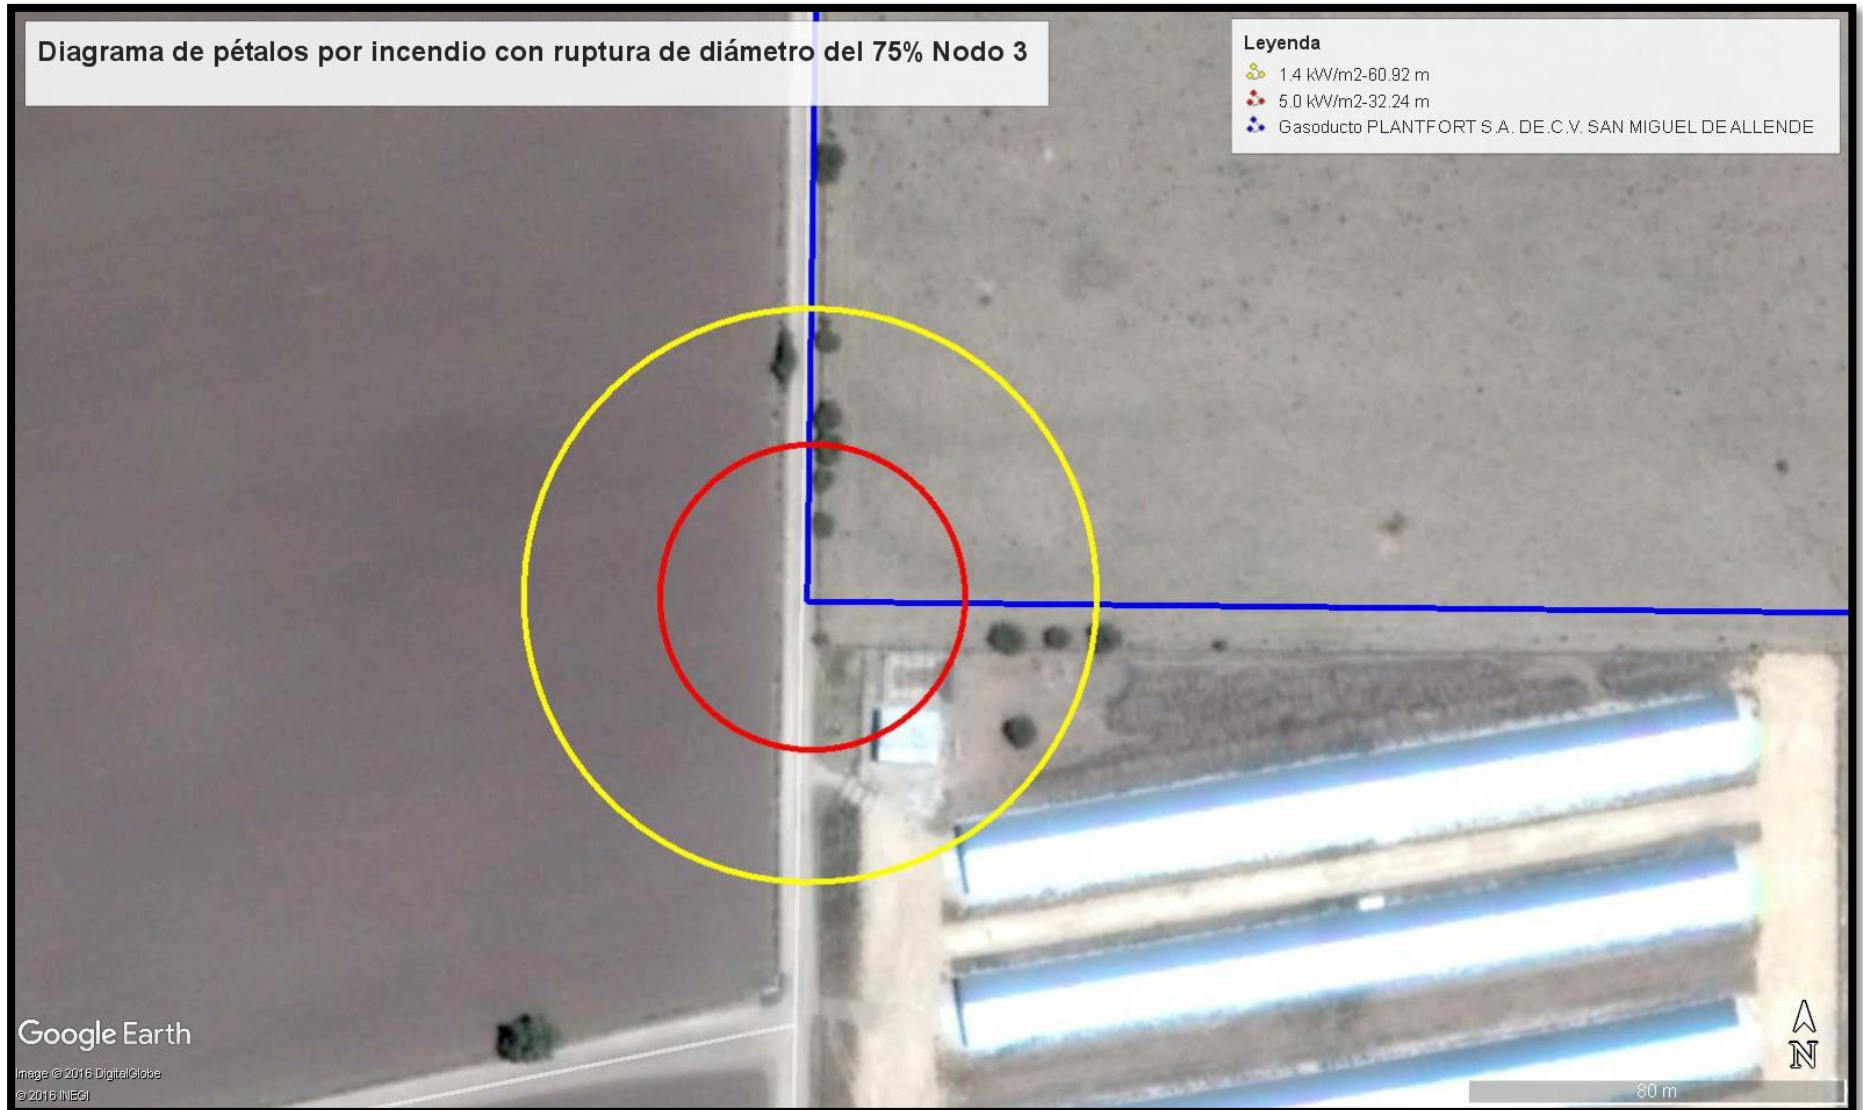 Diagrama de pétalos por incendio con ruptura de diámetro del 75% Nodo 3
Leyenda
1.4 kW/m2-60.92 m
5.0 kW/m2-32.24 m
Gasoducto PLANTFORT S.A. DE.C.V. SAN MIGUEL DE ALLENDE
Google Earth
Image © 2016 DigitalGlobe
© 2016 INEGI
N
80 m